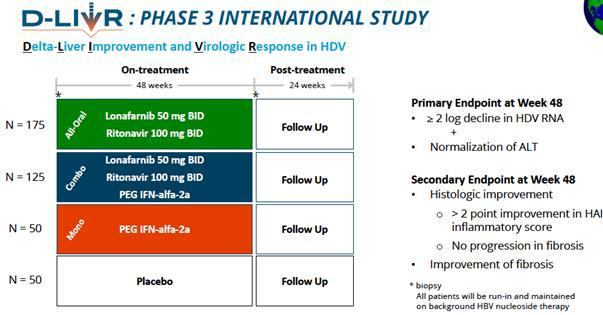 D-LIVR : PHASE 3 INTERNATIONAL STUDY
Delta-Liver Improvement and Virologic Response in HDV
On-treatment
Post-treatment
48 weeks
24 weeks
*
*
N = 175
All-Oral
Lonafarnib 50 mg BID
Ritonavir 100 mg BID
Follow Up
N = 125
Combo
Lonafarnib 50 mg BID
Ritonavir 100 mg BID
PEG IFN-alfa-2a
Follow Up
N = 50
Mono
PEG IFN-alfa-2a
Follow Up
N = 50
Placebo
Follow Up
Primary Endpoint at Week 48
• ≥ 2 log decline in HDV RNA
+
• Normalization of ALT
Secondary Endpoint at Week 48
• Histologic improvement
o > 2 point improvement in HAI
inflammatory score
o No progression in fibrosis
• Improvement of fibrosis
* biopsy
All patients will be run-in and maintained
on background HBV nucleoside therapy